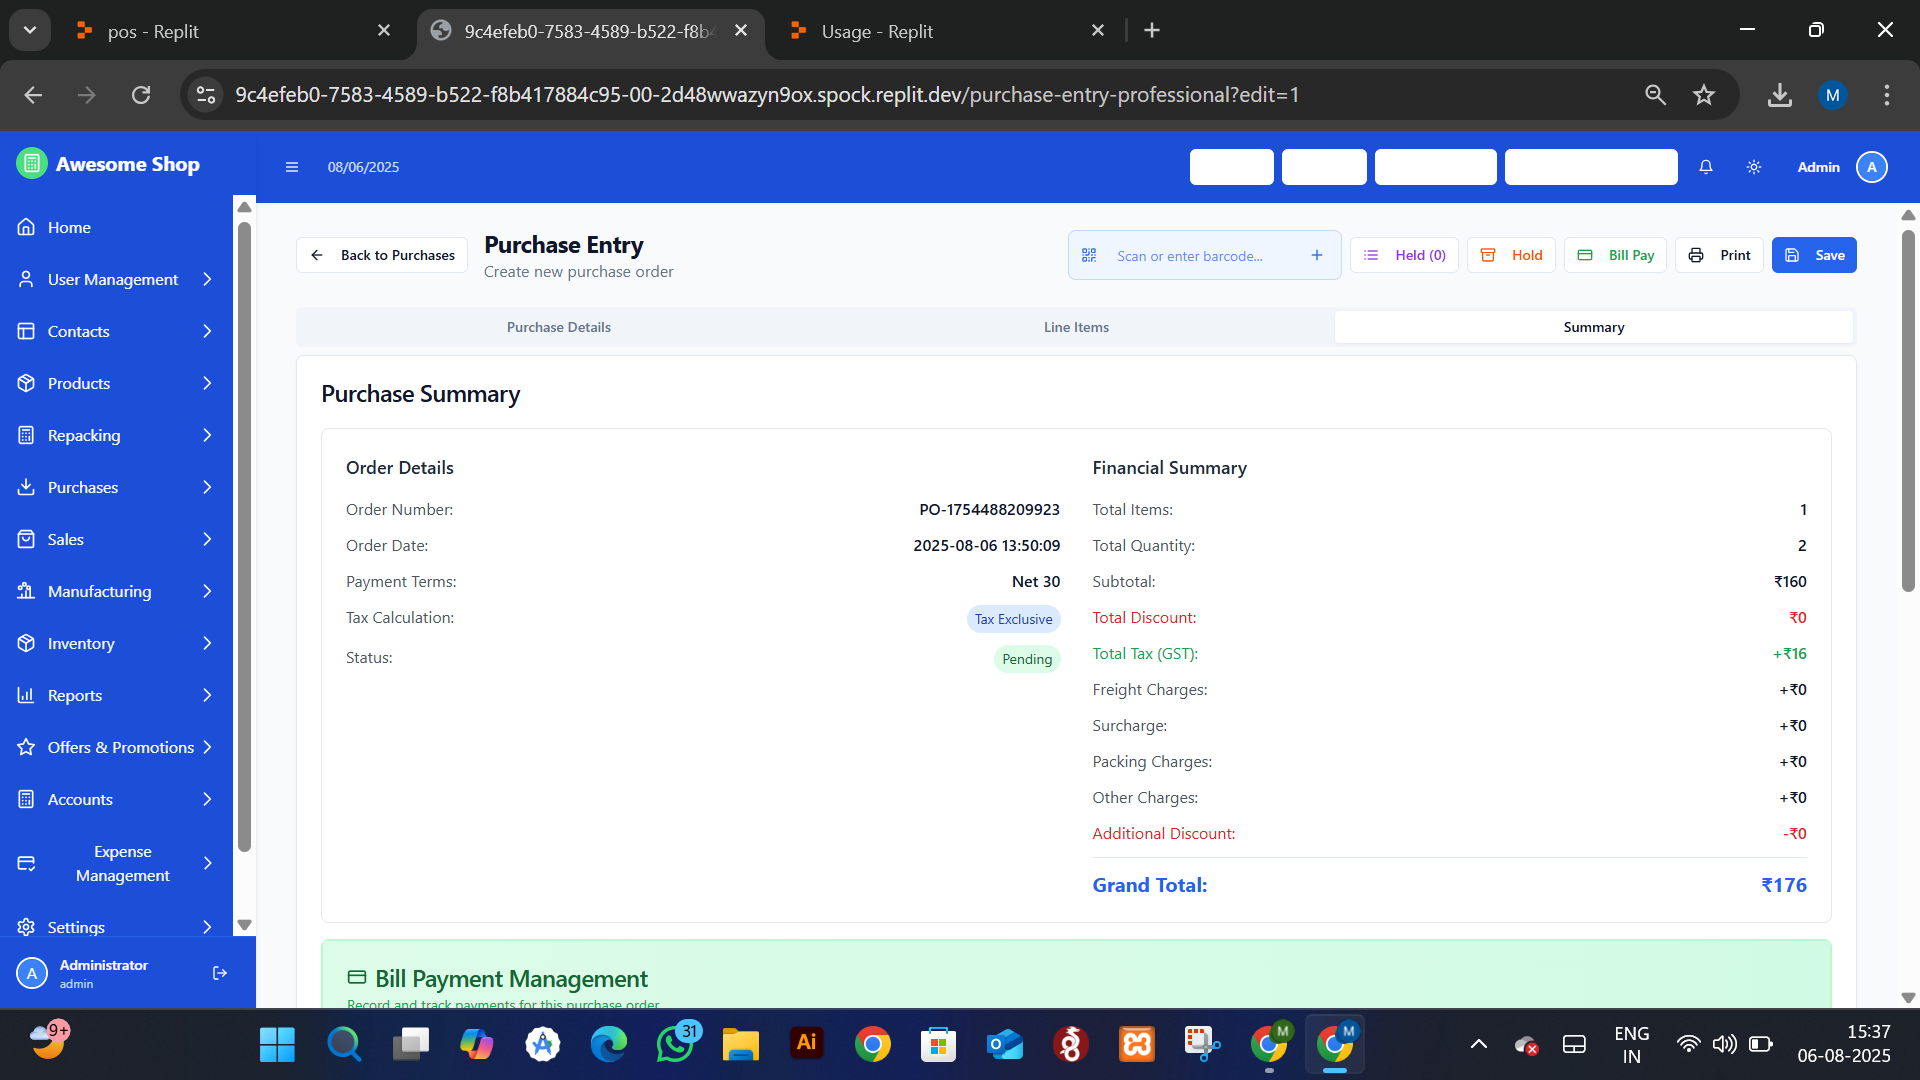 pos - Replit
9c4efeb0-7583-4589-b522-f8b4
Usage - Replit
9c4efeb0-7583-4589-b522-f8b417884c95-00-2d48wwazyn9ox.spock.replit.dev/purchase-entry-professional?edit=1
M
Awesome Shop
08/06/2025
Admin
A
Home
User Management
Contacts
Products
Repacking
Purchases
Sales
Manufacturing
Inventory
Reports
Offers & Promotions
Accounts
Expense
Management
Settings
A
Administrator
admin
Back to Purchases
Purchase Entry
Create new purchase order
Scan or enter barcode...
Held (0)
Hold
Bill Pay
Print
Save
Purchase Details
Line Items
Summary
Purchase Summary
Order Details
Order Number: PO-1754488209923
Order Date: 2025-08-06 13:50:09
Payment Terms: Net 30
Tax Calculation: Tax Exclusive
Status: Pending
Financial Summary
Total Items: 1
Total Quantity: 2
Subtotal: ₹160
Total Discount: ₹0
Total Tax (GST): +₹16
Freight Charges: +₹0
Surcharge: +₹0
Packing Charges: +₹0
Other Charges: +₹0
Additional Discount: -₹0
Grand Total: ₹176
Bill Payment Management
Record and track payments for this purchase order
9+
31
Ai
M
M
ENG
IN
15:37
06-08-2025